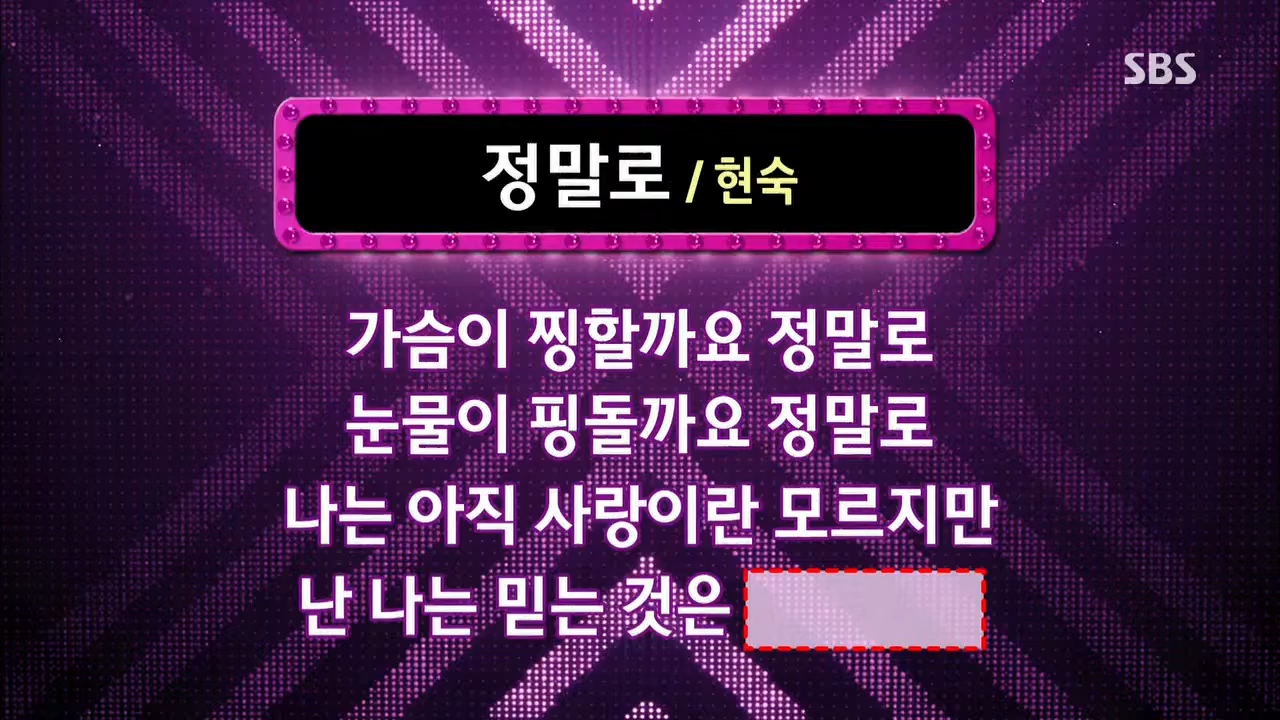 SBS
정말로 / 현숙
가슴이 찡할까요 정말로
눈물이 핑돌까요 정말로
나는 아직 사랑이란 모르지만
난 나는 믿는 것은